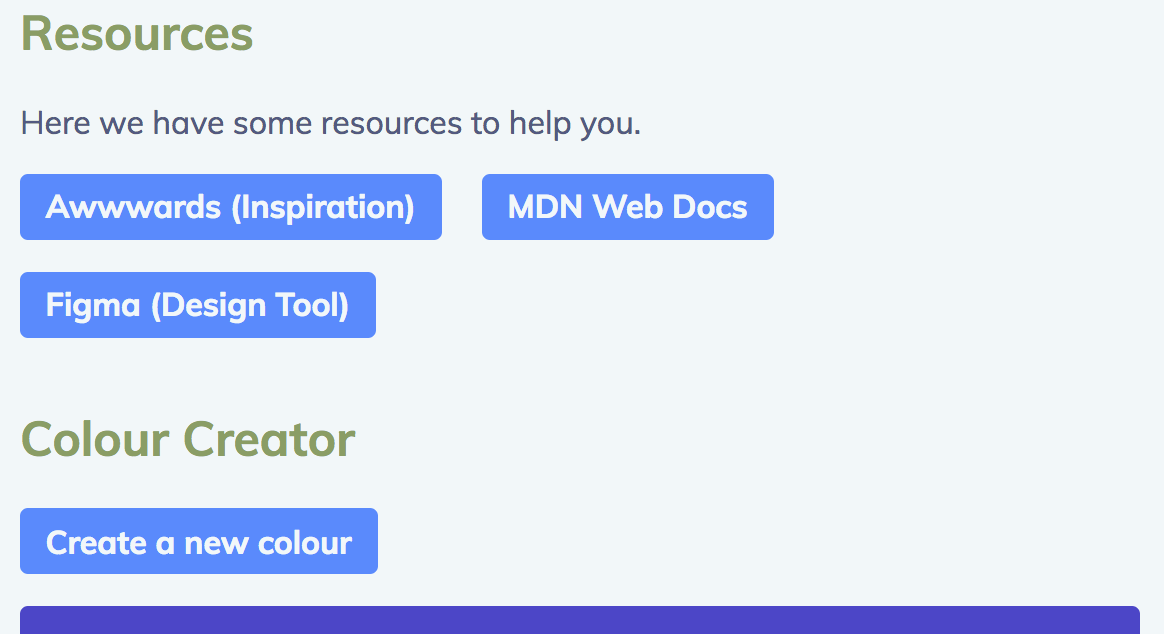 Resources
Here we have some resources to help you.
Awwwards (Inspiration) MDN Web Docs
Figma (Design Tool)
Colour Creator
Create a new colour